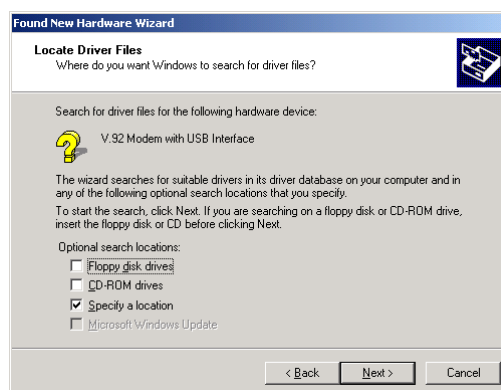 Found New Hardware Wizard
Locate Driver Files
Where do you want Windows to search for driver files?
Search for driver files for the following hardware device:
V.92 Modem with USB Interface
The wizard searches for suitable drivers in its driver database on your computer and in
any of the following optional search locations that you specify.
To start the search, click Next. If you are searching on a floppy disk or CD-ROM drive,
insert the floppy disk or CD before clicking Next.
Optional search locations:
Floppy disk drives
CD-ROM drives
Specify a location
Microsoft Windows Update
< Back Next > Cancel